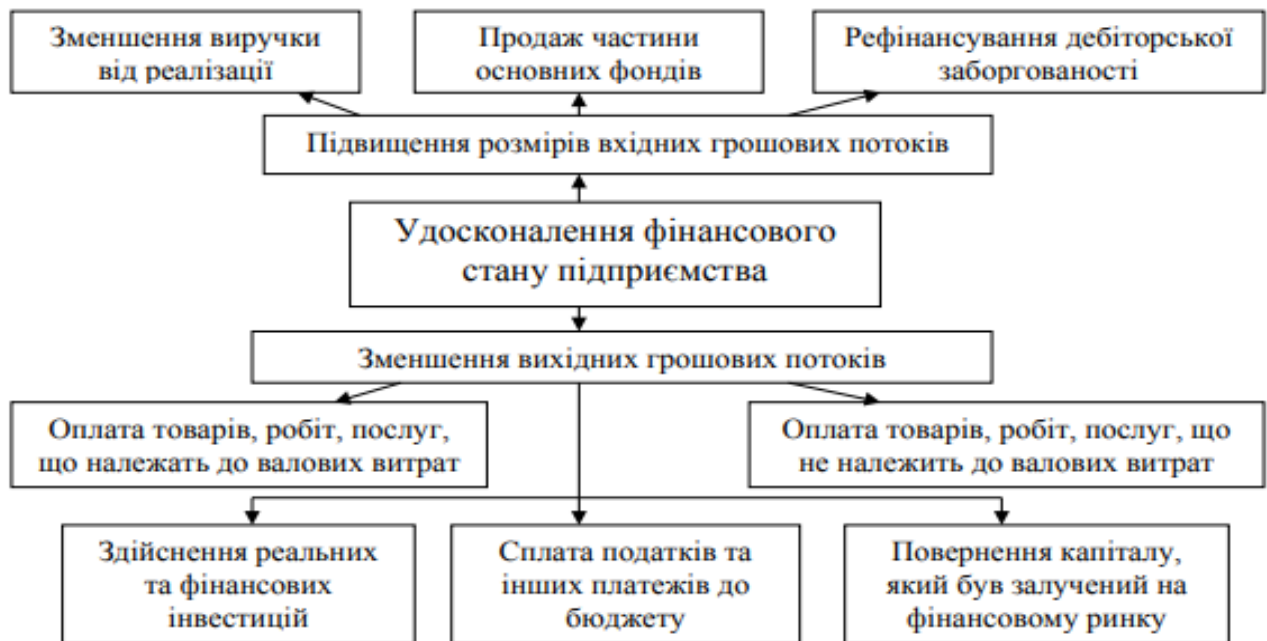 Зменшення виручки
від реалізації
Продаж частини
основних фондів
Рефінансування дебіторської
заборгованості
Підвищення розмірів вхідних грошових потоків
Удосконалення фінансового
стану підприємства
Зменшення вихідних грошових потоків
Оплата товарів, робіт, послуг,
що належать до валових витрат
Оплата товарів, робіт, послуг, що
не належить до валових витрат
Здійснення реальних
та фінансових
інвестицій
Сплата податків та
інших платежів до
бюджету
Повернення капіталу,
який був залучений на
фінансовому ринку